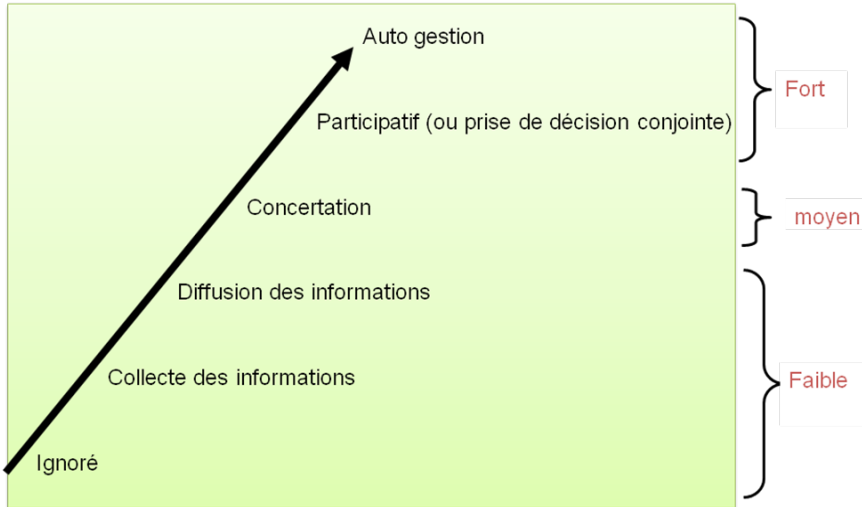 Auto gestion
Fort
Participatif (ou prise de décision conjointe)
Concertation
moyen
Diffusion des informations
Collecte des informations
Faible
Ignoré